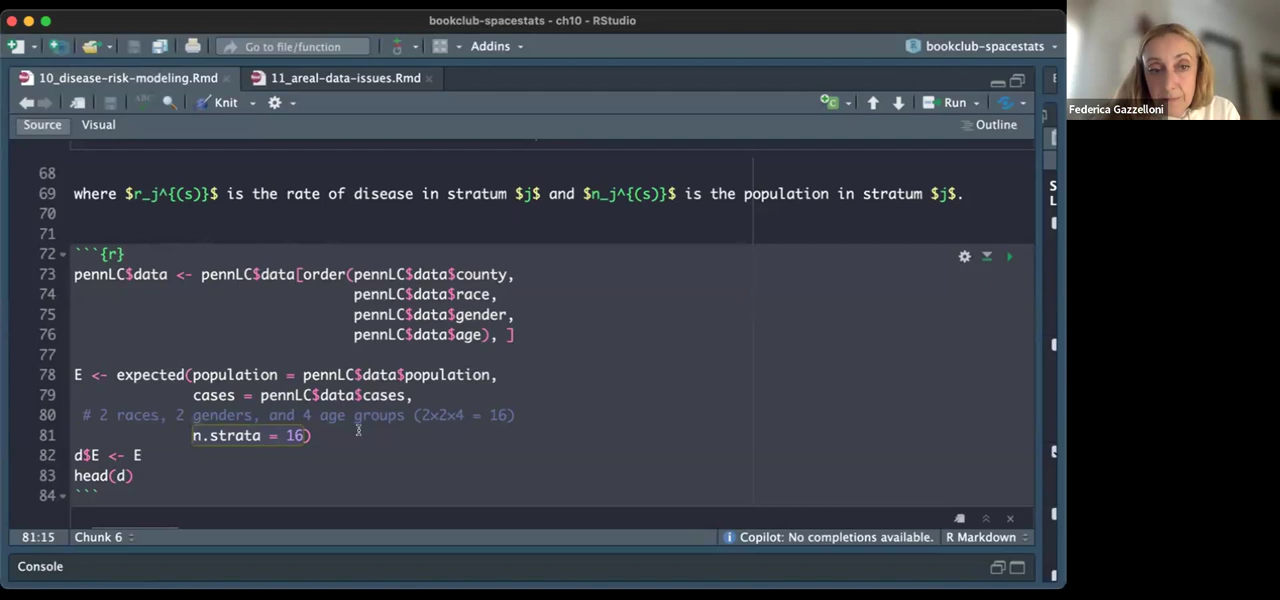 bookclub-spacestats - ch10 - RStudio
Go to file/function
Addins
bookclub-spacestats
10_disease-risk-modeling.Rmd
11_areal-data-issues.Rmd
ABC
Knit
Run
Source
Visual
Outline
68
69 where $r_j^{(s)}$ is the rate of disease in stratum $j$ and $n_j^{(s)}$ is the population in stratum $j$.
70
71
72 ```{r}
73 pennLC$data <- pennLC$data[order(pennLC$data$county,
74 pennLC$data$race,
75 pennLC$data$gender,
76 pennLC$data$age), ]
77
78 E <- expected(population = pennLC$data$population,
79 cases = pennLC$data$cases,
80 # 2 races, 2 genders, and 4 age groups (2x2x4 = 16)
81 n.strata = 16)
82 d$E <- E
83 head(d)
84 ```
81:15
Chunk 6
Copilot: No completions available.
R Markdown
Console
Federica Gazzelloni